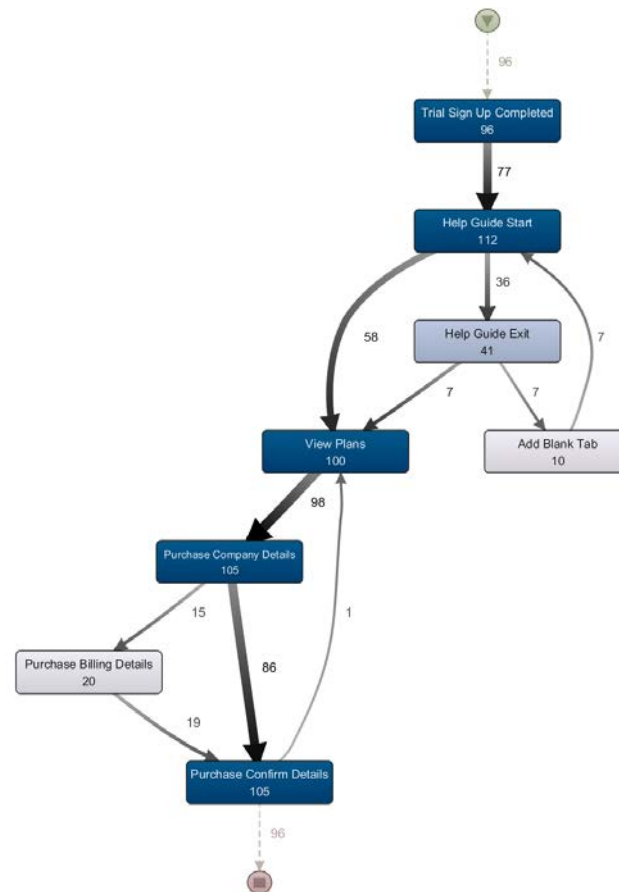 96
Trial Sign Up Completed
96
77
Help Guide Start
112
58
36
7
Help Guide Exit
41
7
7
View Plans
100
Add Blank Tab
10
98
Purchase Company Details
105
15
1
86
Purchase Billing Details
20
19
Purchase Confirm Details
105
96